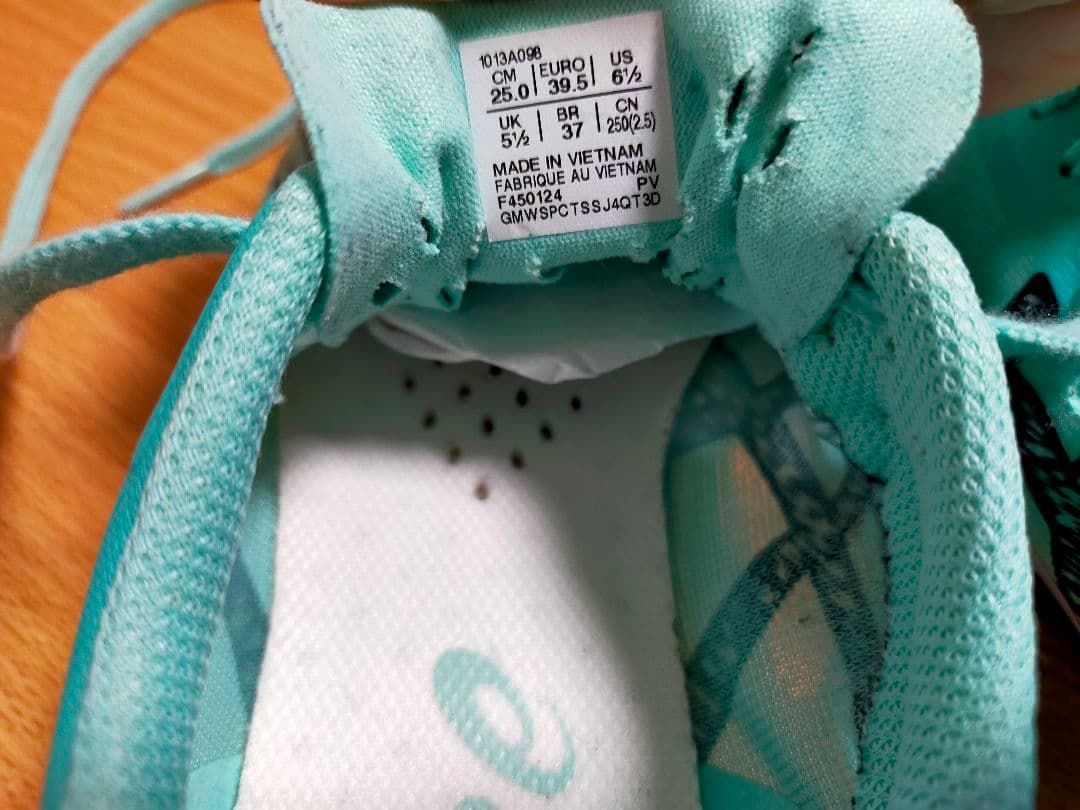 1013A098
CM 25.0 | EURO 39.5 | US 6½
UK 5½ | BR 37 | CN 250(2.5)
MADE IN VIETNAM
FABRIQUE AU VIETNAM
F450124 PV
GMWSPCTSSJ4QT3D